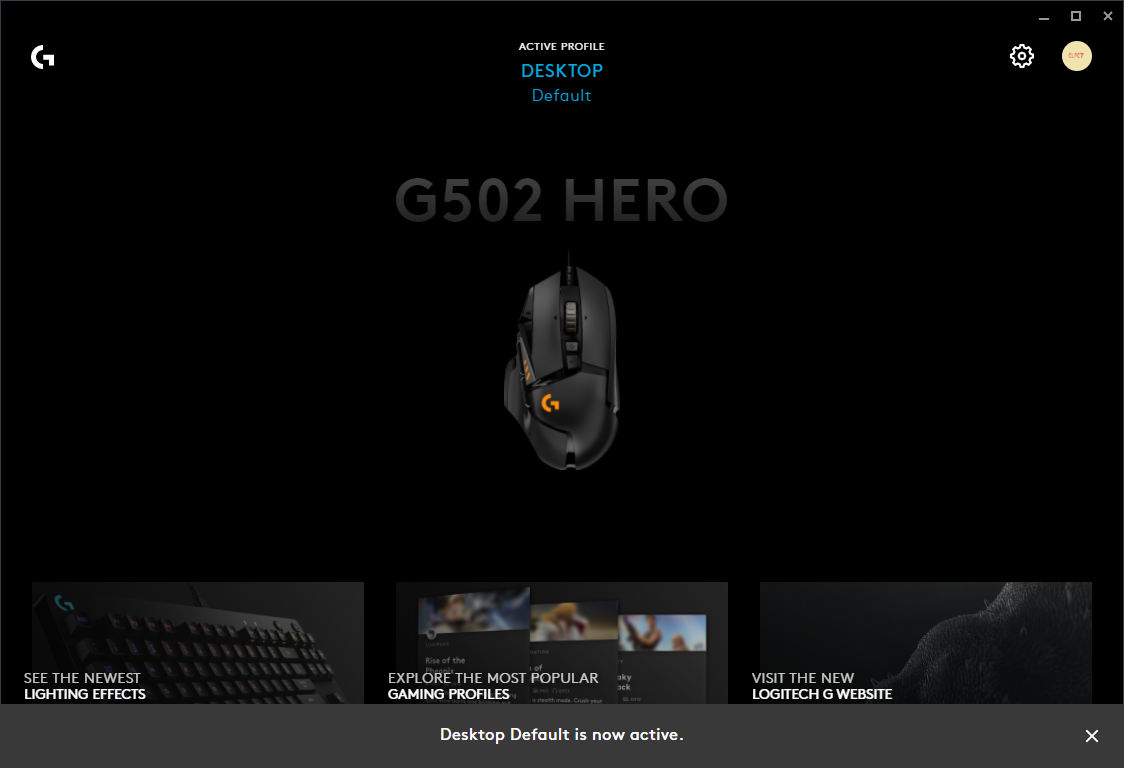 ACTIVE PROFILE
DESKTOP
Default
G502 HERO
Rise of the
SEE THE NEWEST
LIGHTING EFFECTS
EXPLORE THE MOST POPULAR
GAMING PROFILES
VISIT THE NEW
LOGITECH G WEBSITE
Desktop Default is now active.